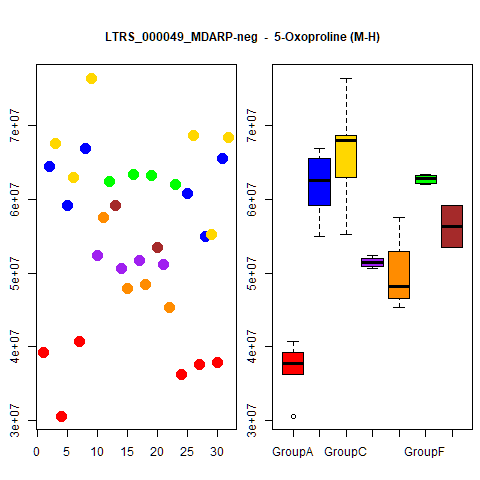 LTRS_000049_MDARP-neg - 5-Oxoproline (M-H)
7e+07
6e+07
5e+07
4e+07
3e+07
0 5 10 15 20 25 30
7e+07
6e+07
5e+07
4e+07
3e+07
GroupA GroupC GroupF